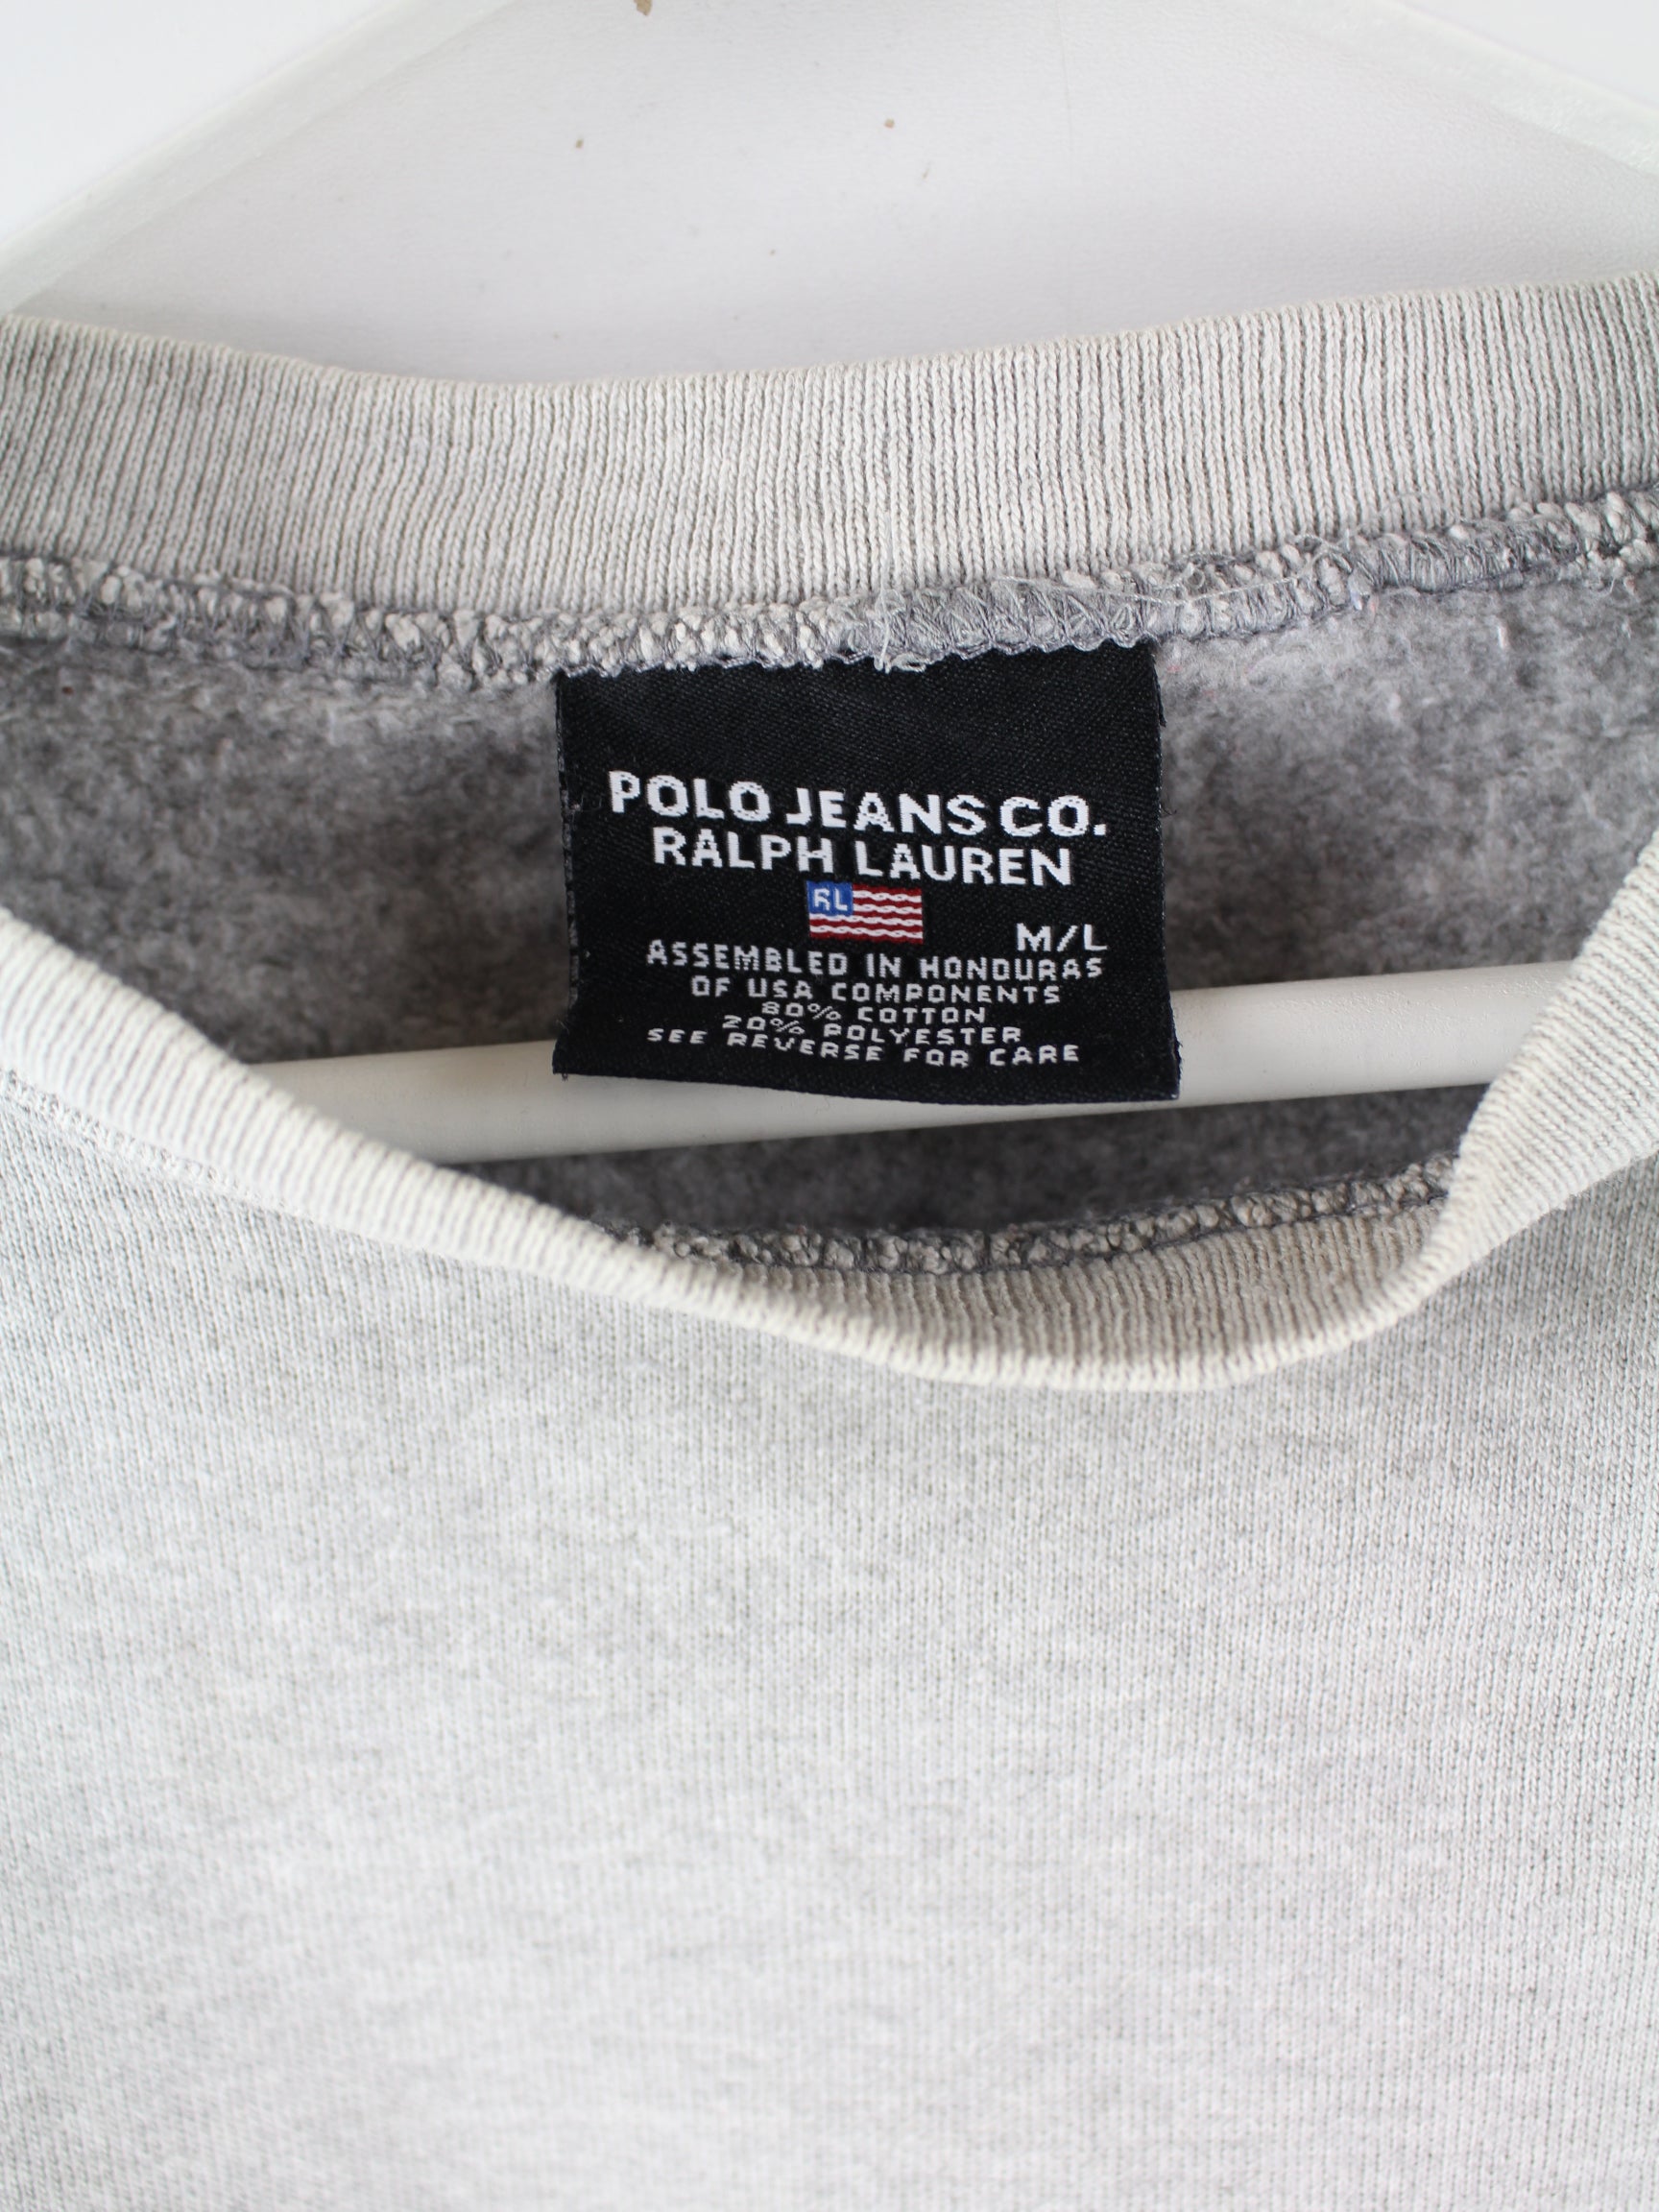 POLO JEANS CO.
RALPH LAUREN
RL
M/L
ASSEMBLED IN HONDURAS
OF USA COMPONENTS
80% COTTON
20% POLYESTER
SEE REVERSE FOR CARE